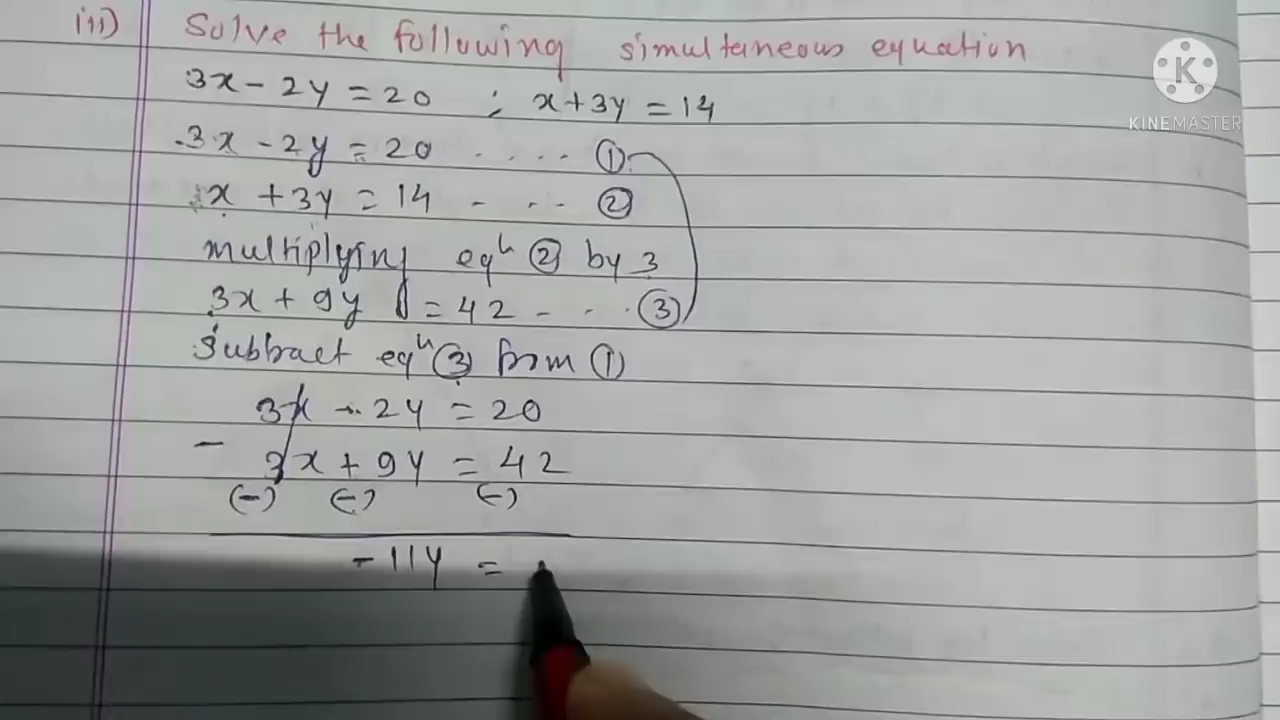 iii) Solve the following simultaneous equation
3x - 2y = 20 ; x + 3y = 14
3x - 2y = 20 ..... ①
x + 3y = 14 - .. - ②
multiplying eqn ② by 3
3x + 9y = 42 - . . . ③
Subtract eqn ③ from ①
3x - 2y = 20
- 3x + 9y = 42
(-) (-) (-)
-11y =
K
KINEMASTER